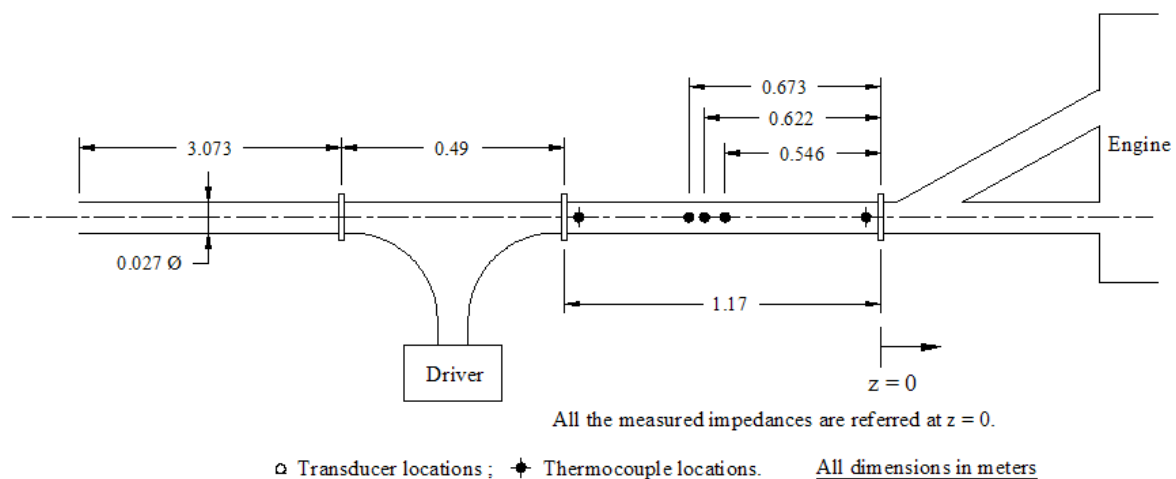 0.673
0.622
3.073
0.49
0.546
Engine
0.027 Ø
1.17
Driver
z = 0
All the measured impedances are referred at z = 0.
Transducer locations ; Thermocouple locations. All dimensions in meters